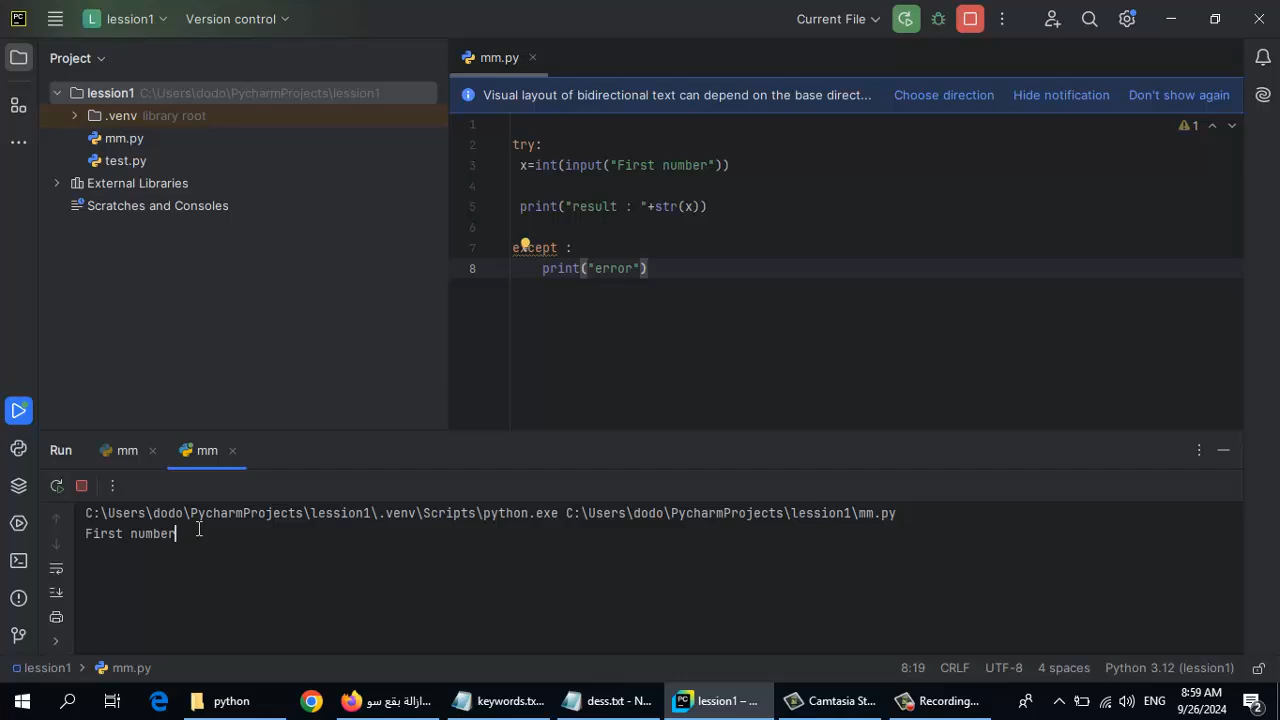 PC
L lession1
Version control
Current File
Project
mm.py
lession1 C:\Users\dodo\PycharmProjects\lession1
.venv library root
mm.py
test.py
External Libraries
Scratches and Consoles
Visual layout of bidirectional text can depend on the base direct... Choose direction Hide notification Don't show again
1
2 try:
3 x=int(input("First number"))
4
5 print("result : "+str(x))
6
7 except :
8 print("error")
1
Run mm mm
C:\Users\dodo\PycharmProjects\lession1\.venv\Scripts\python.exe C:\Users\dodo\PycharmProjects\lession1\mm.py
First number
lession1 > mm.py
8:19 CRLF UTF-8 4 spaces Python 3.12 (lession1)
python
ازالة بقع سو...
keywords.tx...
dess.txt - N...
PC lession1 – ...
Camtasia St...
Recording...
ENG
8:59 AM
9/26/2024
2